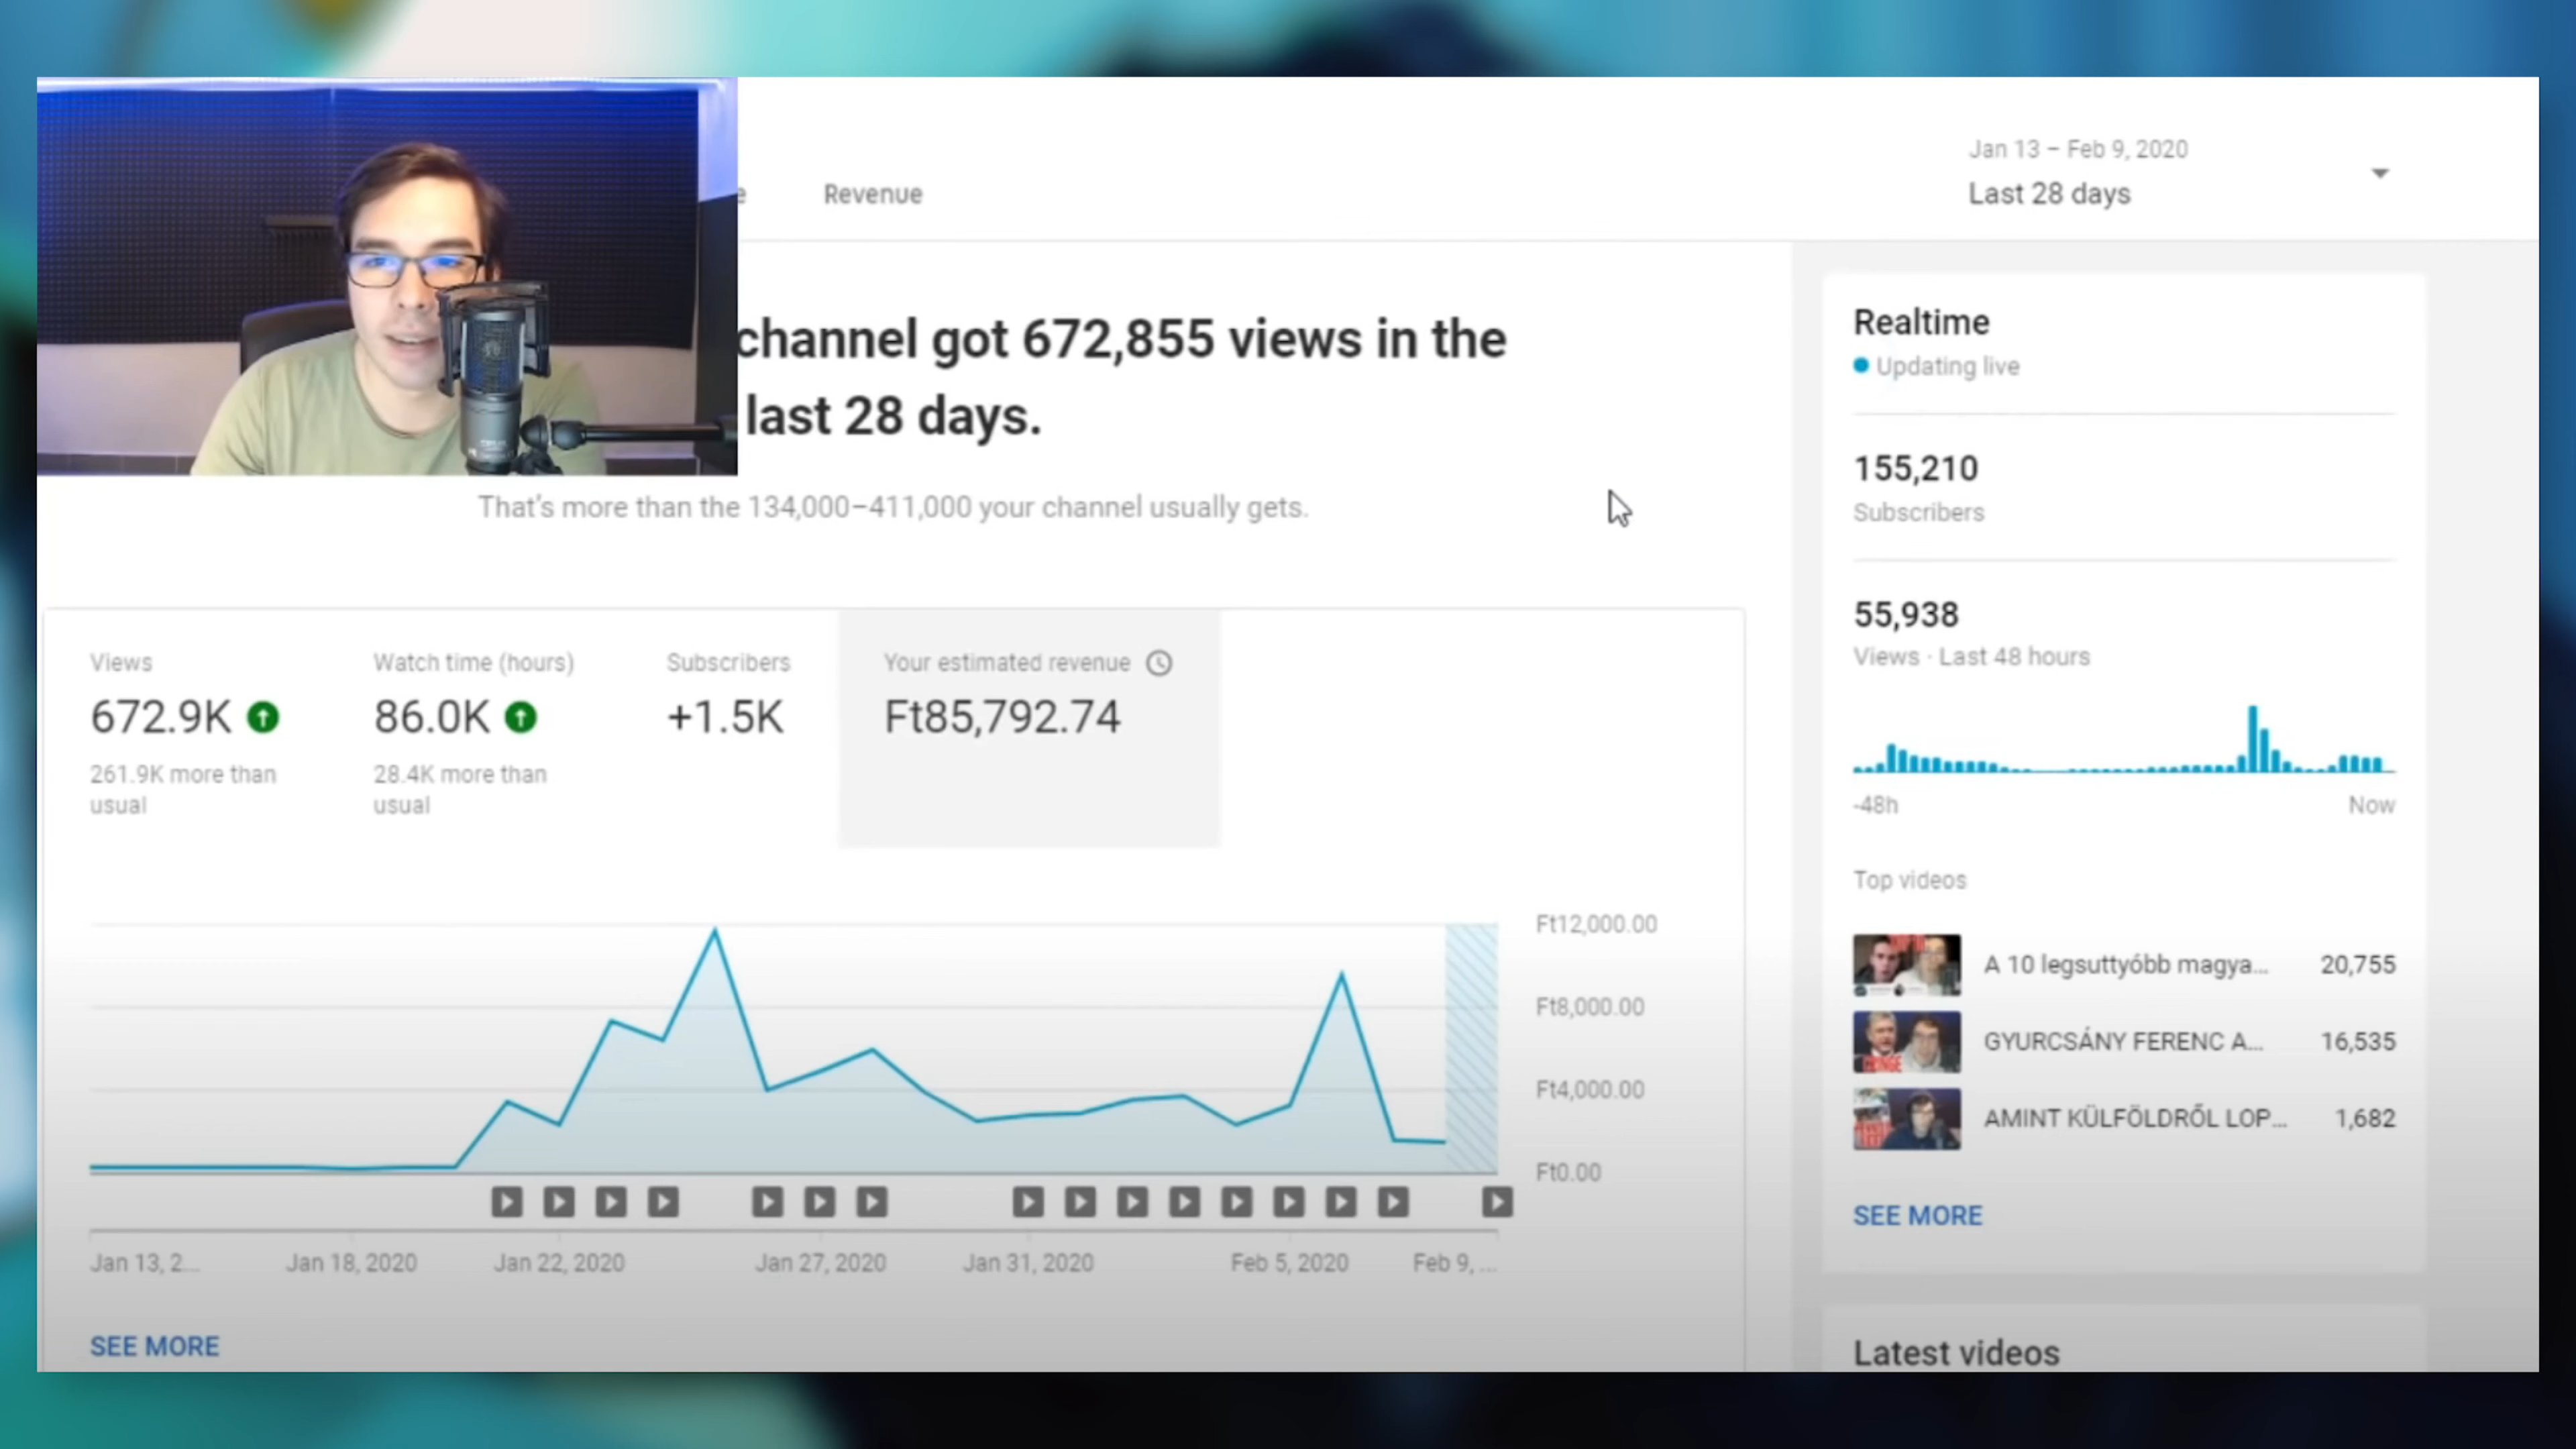 e
Revenue
Jan 13 – Feb 9, 2020
Last 28 days
channel got 672,855 views in the
last 28 days.
That's more than the 134,000–411,000 your channel usually gets.
Views
672.9K
261.9K more than
usual
Watch time (hours)
86.0K
28.4K more than
usual
Subscribers
+1.5K
Your estimated revenue
Ft85,792.74
Ft12,000.00
Ft8,000.00
Ft4,000.00
Ft0.00
Jan 13, 2...
Jan 18, 2020
Jan 22, 2020
Jan 27, 2020
Jan 31, 2020
Feb 5, 2020
Feb 9, ...
SEE MORE
Realtime
Updating live
155,210
Subscribers
55,938
Views · Last 48 hours
-48h
Now
Top videos
A 10 legsuttyóbb magya...
20,755
GYURCSÁNY FERENC A...
16,535
AMINT KÜLFÖLDRŐL LOP...
1,682
SEE MORE
Latest videos